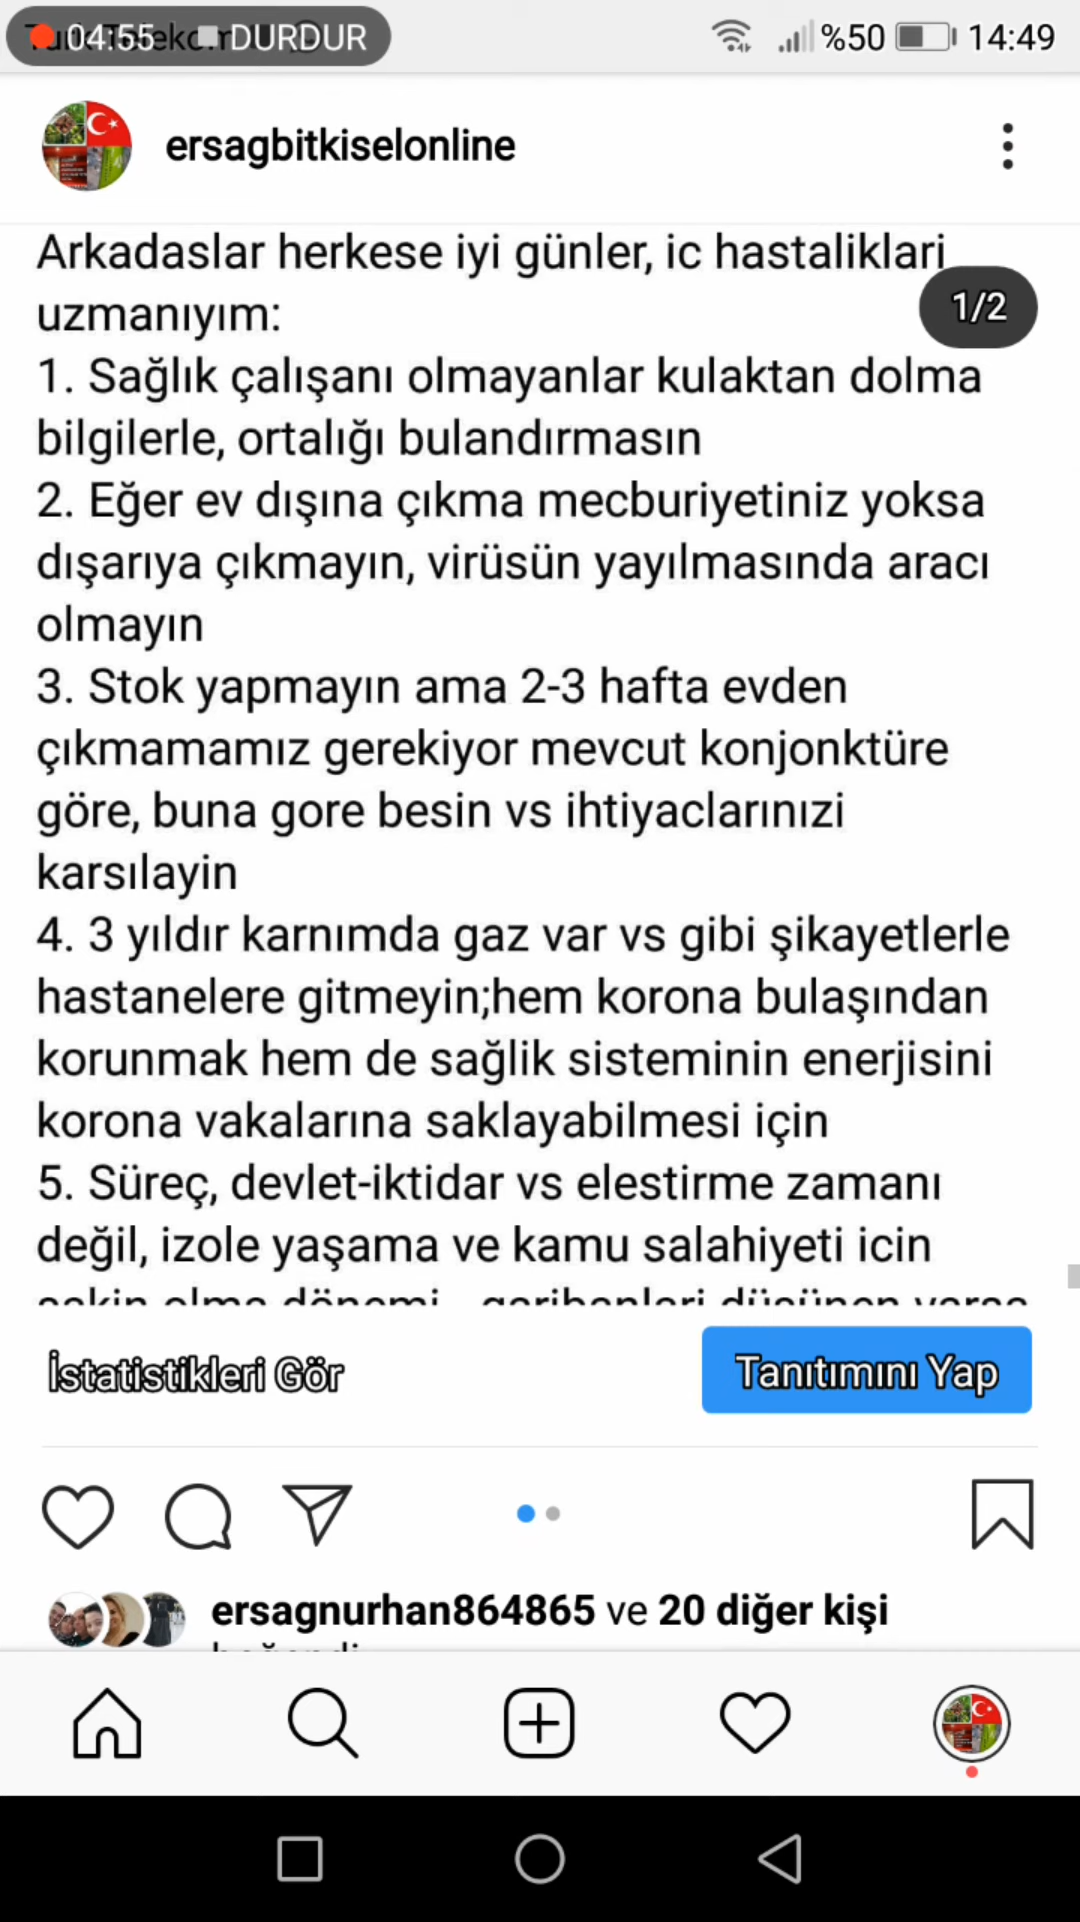 04:55 DURDUR %50 14:49
ersagbitkiselonline
Arkadaslar herkese iyi günler, ic hastaliklari
1/2
uzmanıyım:
1. Sağlık çalışanı olmayanlar kulaktan dolma
bilgilerle, ortalığı bulandırmasın
2. Eğer ev dışına çıkma mecburiyetiniz yoksa
dışarıya çıkmayın, virüsün yayılmasında aracı
olmayın
3. Stok yapmayın ama 2-3 hafta evden
çıkmamamız gerekiyor mevcut konjonktüre
göre, buna gore besin vs ihtiyaclarınızi
karsılayin
4. 3 yıldır karnımda gaz var vs gibi şikayetlerle
hastanelere gitmeyin;hem korona bulaşından
korunmak hem de sağlik sisteminin enerjisini
korona vakalarına saklayabilmesi için
5. Süreç, devlet-iktidar vs elestirme zamanı
değil, izole yaşama ve kamu salahiyeti icin
İstatistikleri Gör Tanıtımını Yap
ersagnurhan864865 ve 20 diğer kişi